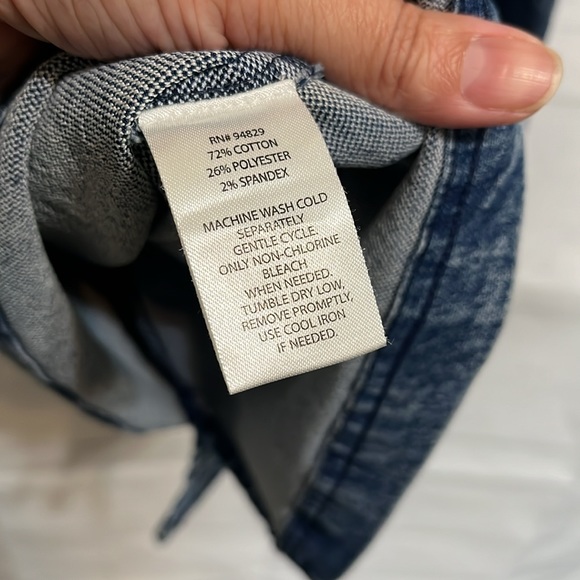 RN# 94829
72% COTTON
26% POLYESTER
2% SPANDEX
MACHINE WASH COLD
SEPARATELY
GENTLE CYCLE.
ONLY NON-CHLORINE
BLEACH
WHEN NEEDED.
TUMBLE DRY LOW,
REMOVE PROMPTLY,
USE COOL IRON
IF NEEDED.